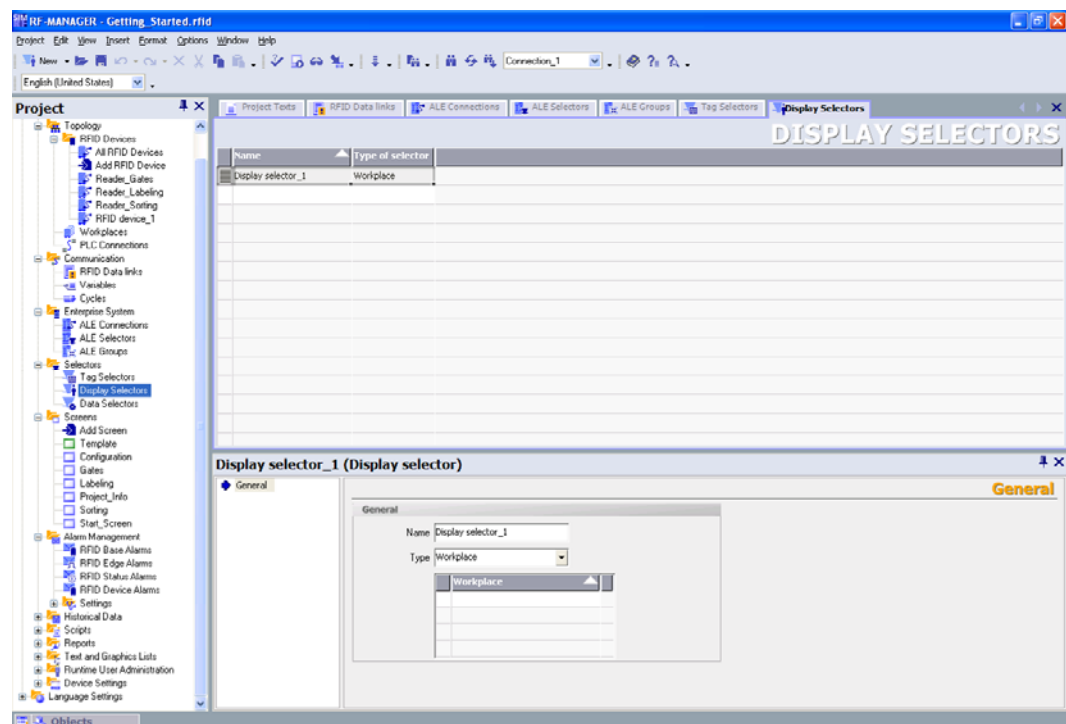 RF-MANAGER - Getting_Started.rfid
Project Edit View Insert Format Options Window Help
New
Connection_1
English (United States)
Project
Project Texts
RFID Data links
ALE Connections
ALE Selectors
ALE Groups
Tag Selectors
Display Selectors
DISPLAY SELECTORS
Name Type of selector
Display selector_1 Workplace
Topology
RFID Devices
All RFID Devices
Add RFID Device
Reader_Gates
Reader_Labeling
Reader_Sorting
RFID device_1
Workplaces
PLC Connections
Communication
RFID Data links
Variables
Cycles
Enterprise System
ALE Connections
ALE Selectors
ALE Groups
Selectors
Tag Selectors
Display Selectors
Data Selectors
Screens
Add Screen
Template
Configuration
Gates
Labeling
Project_Info
Sorting
Start_Screen
Alarm Management
RFID Base Alarms
RFID Edge Alarms
RFID Status Alarms
RFID Device Alarms
Settings
Historical Data
Scripts
Reports
Text and Graphics Lists
Runtime User Administration
Device Settings
Language Settings
Objects
Display selector_1 (Display selector)
General
General
General
Name Display selector_1
Type Workplace
Workplace